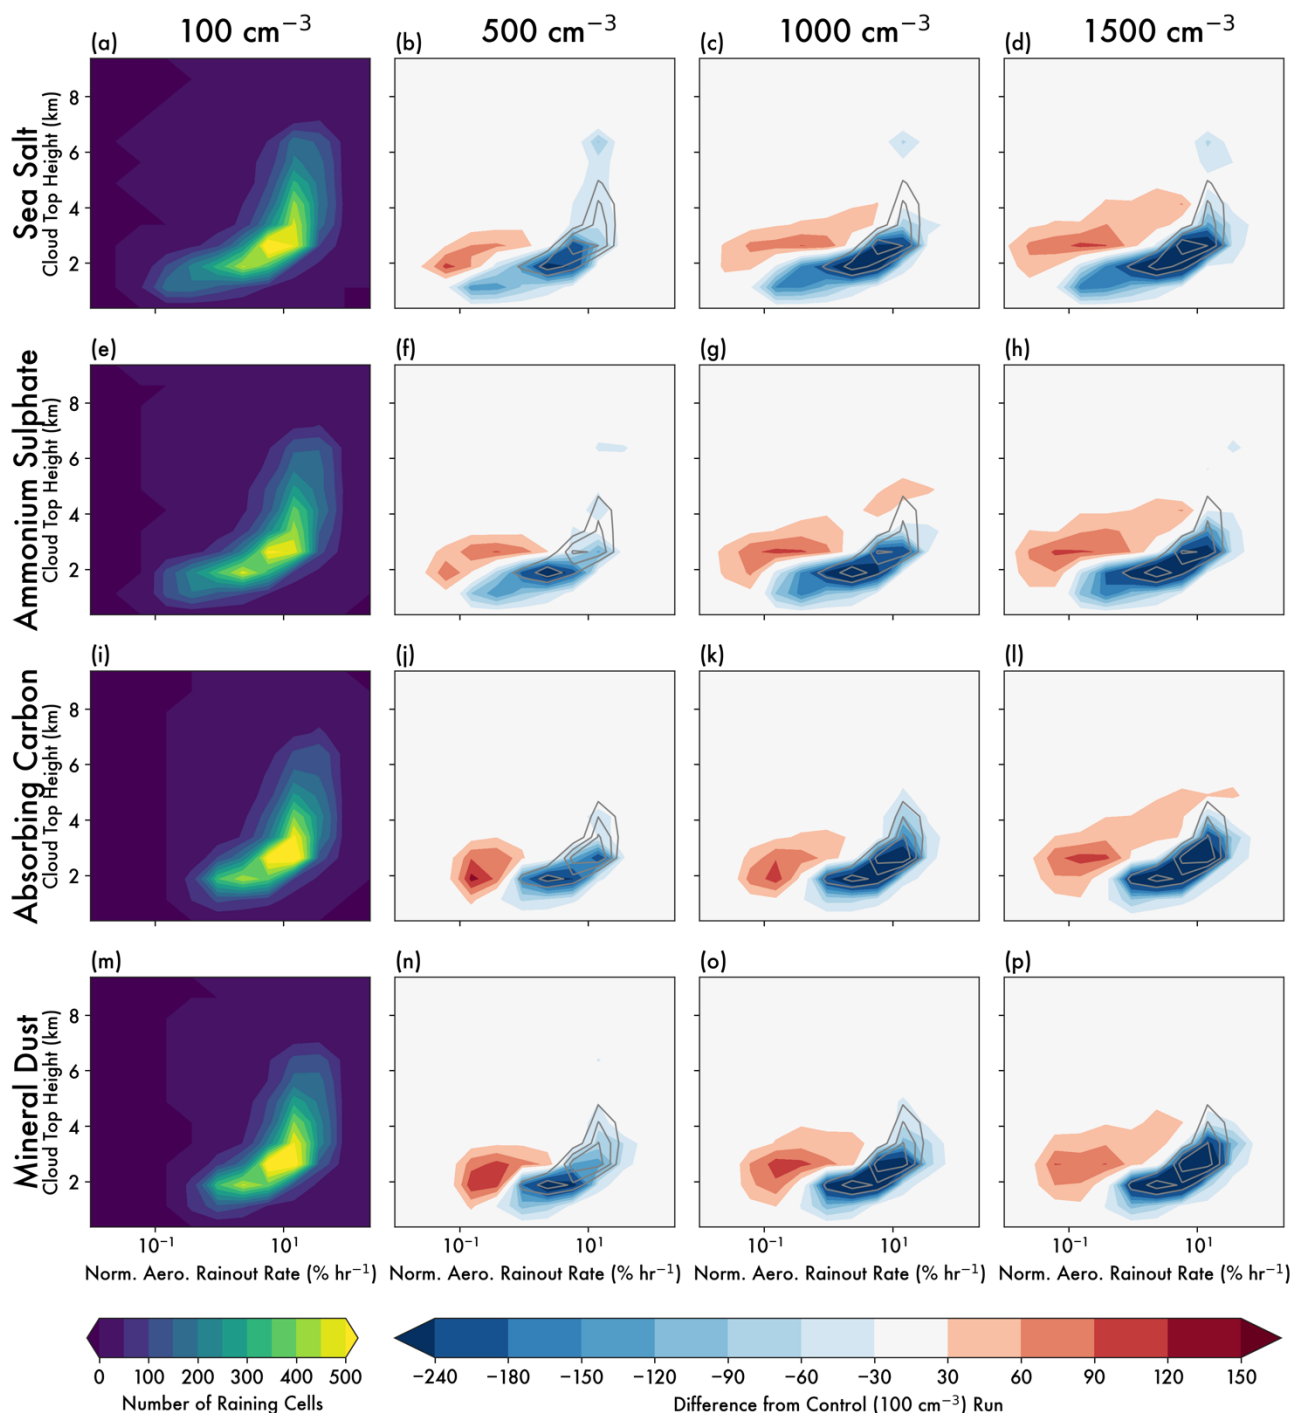 100 cm⁻³ 500 cm⁻³ 1000 cm⁻³ 1500 cm⁻³
(a) (b) (c) (d)
Sea Salt
Cloud Top Height (km)
8
6
4
2
(e) (f) (g) (h)
Ammonium Sulphate
Cloud Top Height (km)
8
6
4
2
(i) (j) (k) (l)
Absorbing Carbon
Cloud Top Height (km)
8
6
4
2
(m) (n) (o) (p)
Mineral Dust
Cloud Top Height (km)
8
6
4
2
10⁻¹ 10¹ 10⁻¹ 10¹ 10⁻¹ 10¹ 10⁻¹ 10¹
Norm. Aero. Rainout Rate (% hr⁻¹) Norm. Aero. Rainout Rate (% hr⁻¹) Norm. Aero. Rainout Rate (% hr⁻¹) Norm. Aero. Rainout Rate (% hr⁻¹)
0 100 200 300 400 500
Number of Raining Cells
−240 −180 −150 −120 −90 −60 −30 30 60 90 120 150
Difference from Control (100 cm⁻³) Run